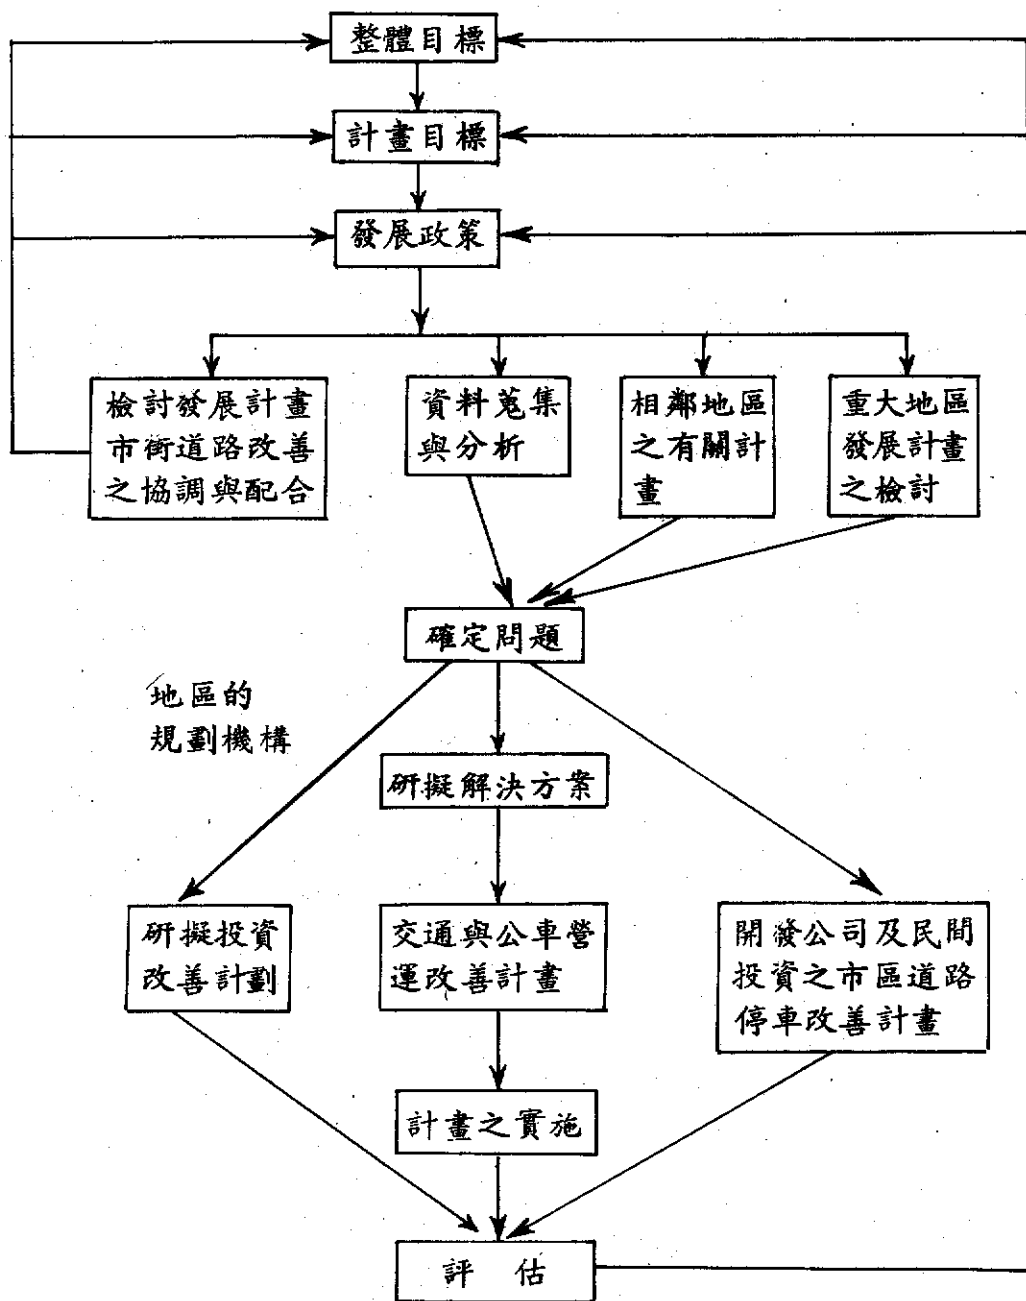 整體目標
計畫目標
發展政策
檢討發展計畫
市街道路改善
之協調與配合
資料蒐集
與分析
相鄰地區
之有關計
畫
重大地區
發展計畫
之檢討
確定問題
地區的
規劃機構
研擬解決方案
研擬投資
改善計劃
交通與公車營
運改善計畫
開發公司及民間
投資之市區道路
停車改善計畫
計畫之實施
評估